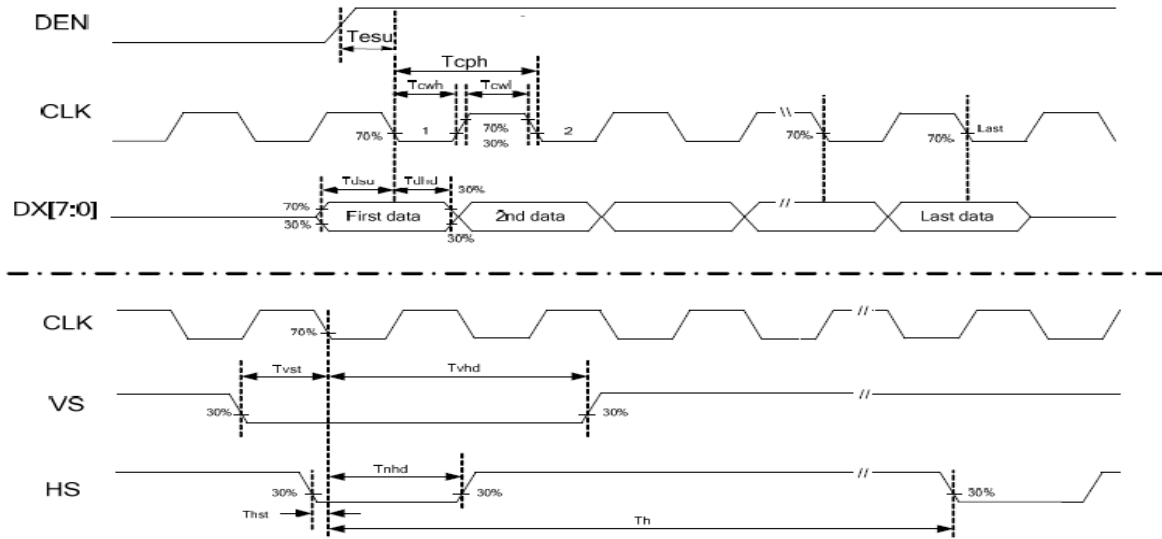 DEN
Tesu
Tcph
Tcwh Tcwl
CLK
70% 1 70% 2 70% 70% Last
30%
//
Tdsu Tdhd 30%
DX[7:0] 70% First data 2nd data // Last data
30% 30%
CLK 70% //
Tvst Tvhd
VS 30% 30% //
Tnhd //
HS 30% 30% 30%
Thst Th